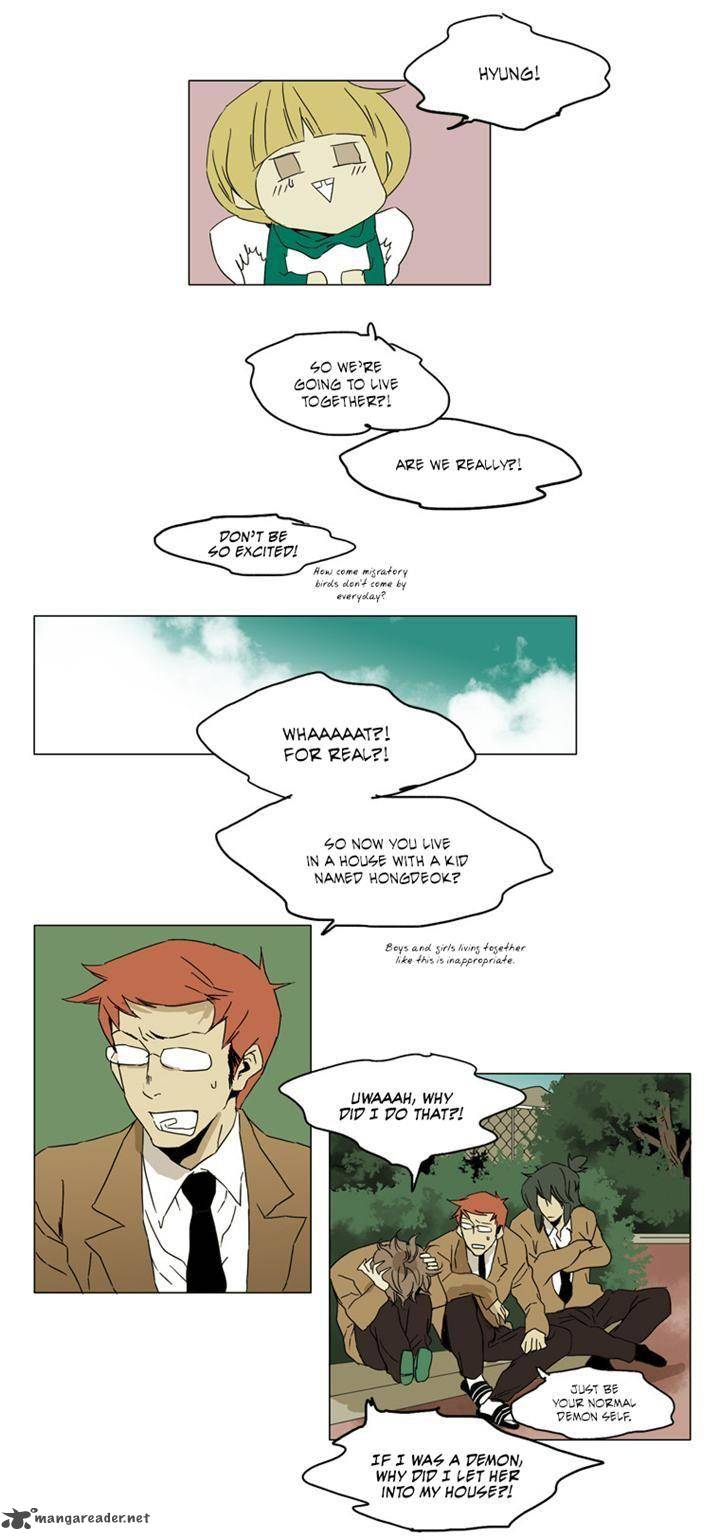 HYUNG!
SO WE'RE
GOING TO LIVE
TOGETHER?!
ARE WE REALLY?!
DON'T BE
SO EXCITED!
How come migratory
birds don't come by
everyday?
WHAAAAAT?!
FOR REAL?!
SO NOW YOU LIVE
IN A HOUSE WITH A KID
NAMED HONGDEOK?
Boys and girls living together
like this is inappropriate.
UWAAAH, WHY
DID I DO THAT?!
JUST BE
YOUR NORMAL
DEMON SELF.
IF I WAS A DEMON,
WHY DID I LET HER
INTO MY HOUSE?!
mangareader.net